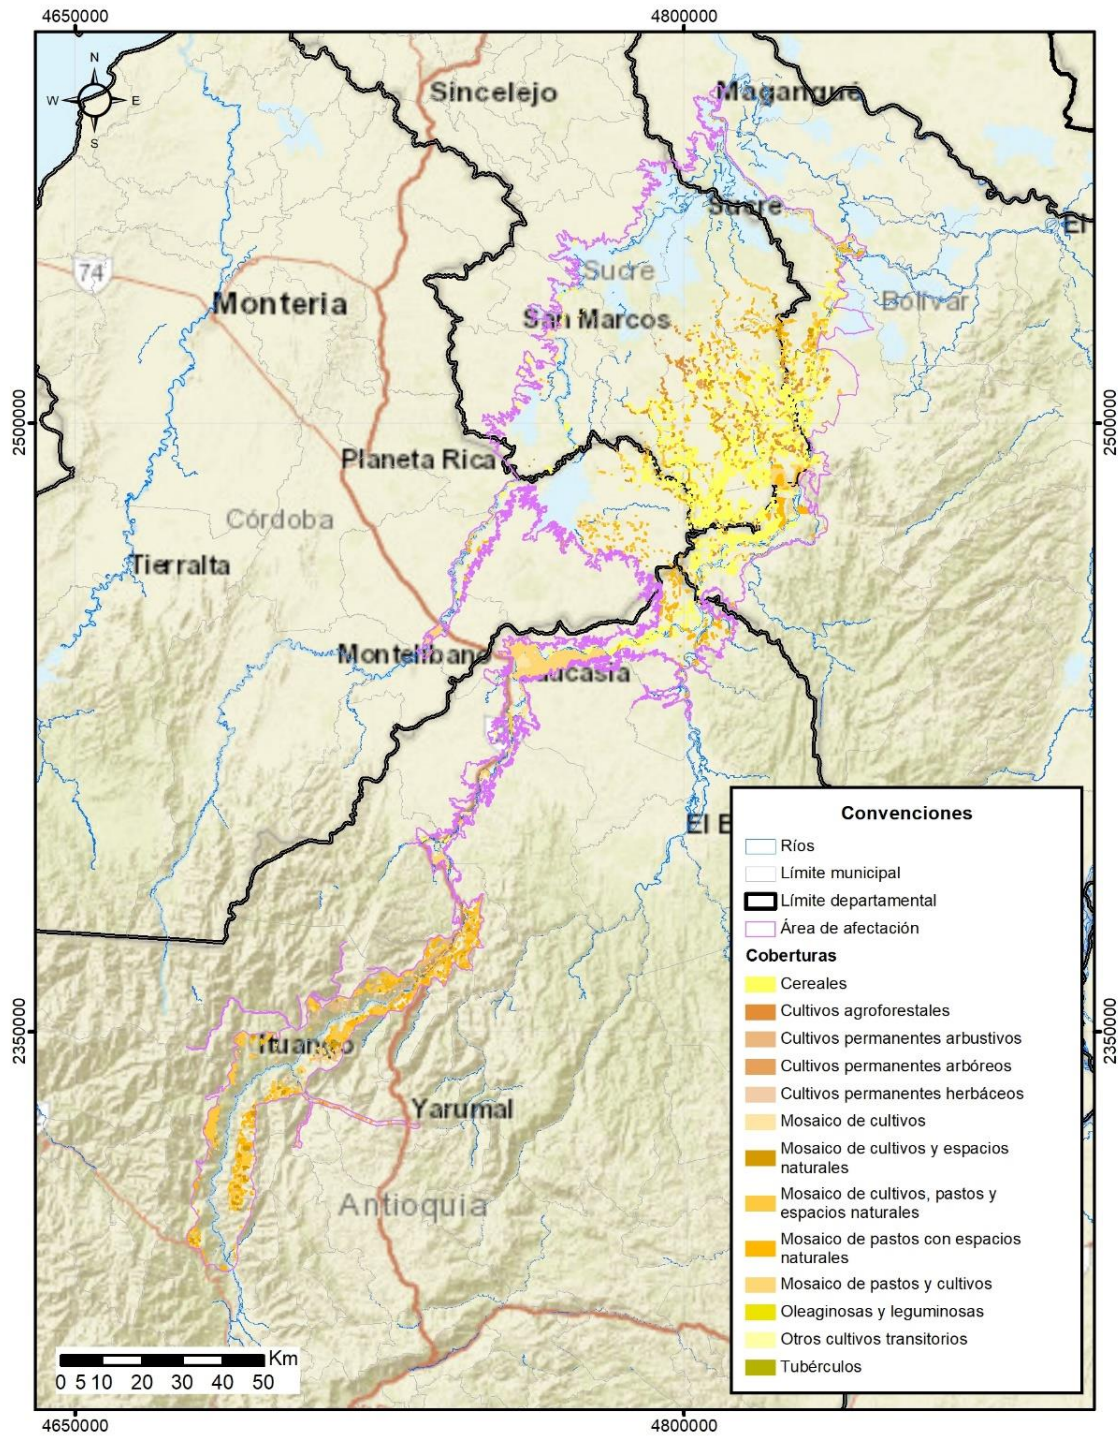 4650000
4800000
N
W
E
S
Sincelejo
Magangué
Sucre
El
74
Sucre
Bolívar
Monteria
San Marcos
2500000
2500000
Planeta Rica
Córdoba
Tierralta
Montelíbano
aucasia
El B
Ituango
Yarumal
Antioquia
2350000
2350000
Convenciones
Ríos
Límite municipal
Límite departamental
Área de afectación
Coberturas
Cereales
Cultivos agroforestales
Cultivos permanentes arbustivos
Cultivos permanentes arbóreos
Cultivos permanentes herbáceos
Mosaico de cultivos
Mosaico de cultivos y espacios
naturales
Mosaico de cultivos, pastos y
espacios naturales
Mosaico de pastos con espacios
naturales
Mosaico de pastos y cultivos
Oleaginosas y leguminosas
Otros cultivos transitorios
Tubérculos
Km
0 5 10 20 30 40 50
4650000
4800000